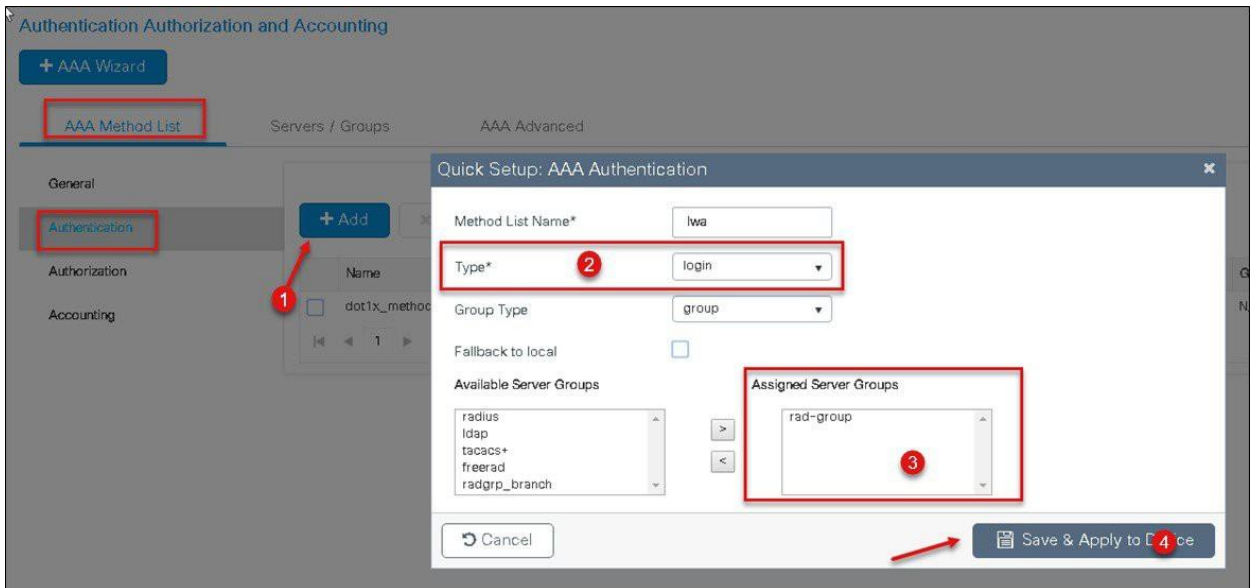 Authentication Authorization and Accounting
+ AAA Wizard
AAA Method List Servers / Groups AAA Advanced
General
Authentication
Authorization
Accounting
+ Add
1
Name
dot1x_methoc
1
Quick Setup: AAA Authentication
Method List Name* lwa
Type* 2 login
Group Type group
Fallback to local
Available Server Groups Assigned Server Groups
radius
ldap
tacacs+
freerad
radgrp_branch
>
<
rad-group
3
Cancel
Save & Apply to 4